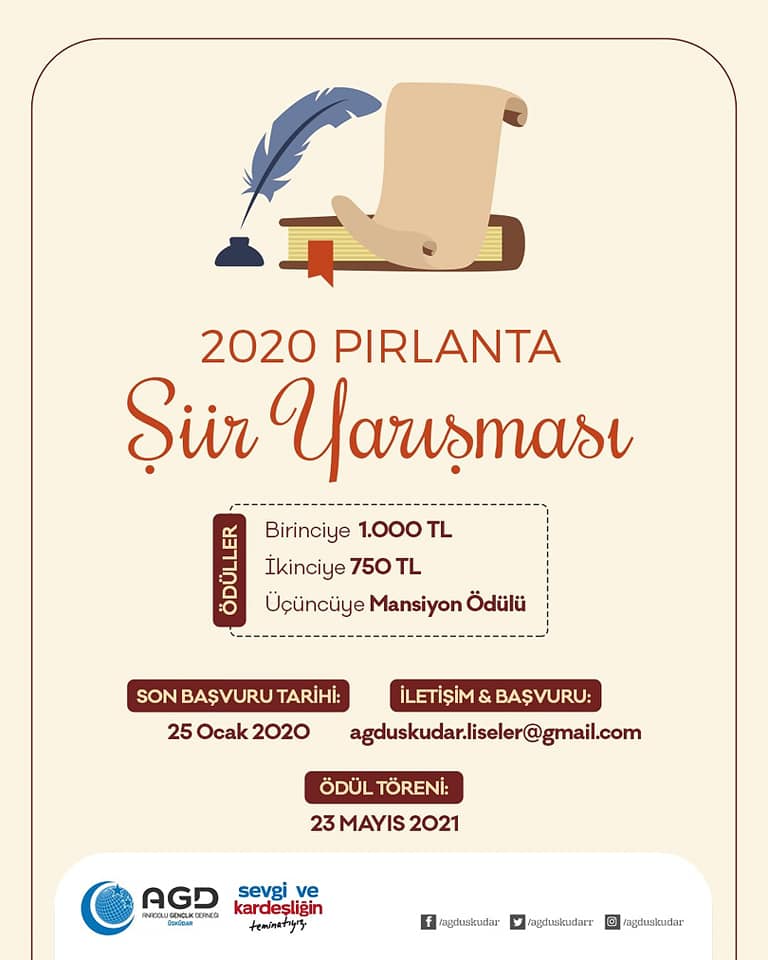 2020 PIRLANTA
Şiir Yarışması
ÖDÜLLER
Birinciye 1.000 TL
İkinciye 750 TL
Üçüncüye Mansiyon Ödülü
SON BAŞVURU TARİHİ:
25 Ocak 2020
İLETİŞİM & BAŞVURU:
agduskudar.liseler@gmail.com
ÖDÜL TÖRENİ:
23 MAYIS 2021
AGD
ANADOLU GENÇLİK DERNEĞİ
ÜSKÜDAR
sevgi ve
kardeşliğin
teminatıyız
/agduskudar
/agduskudarr
/agduskudar